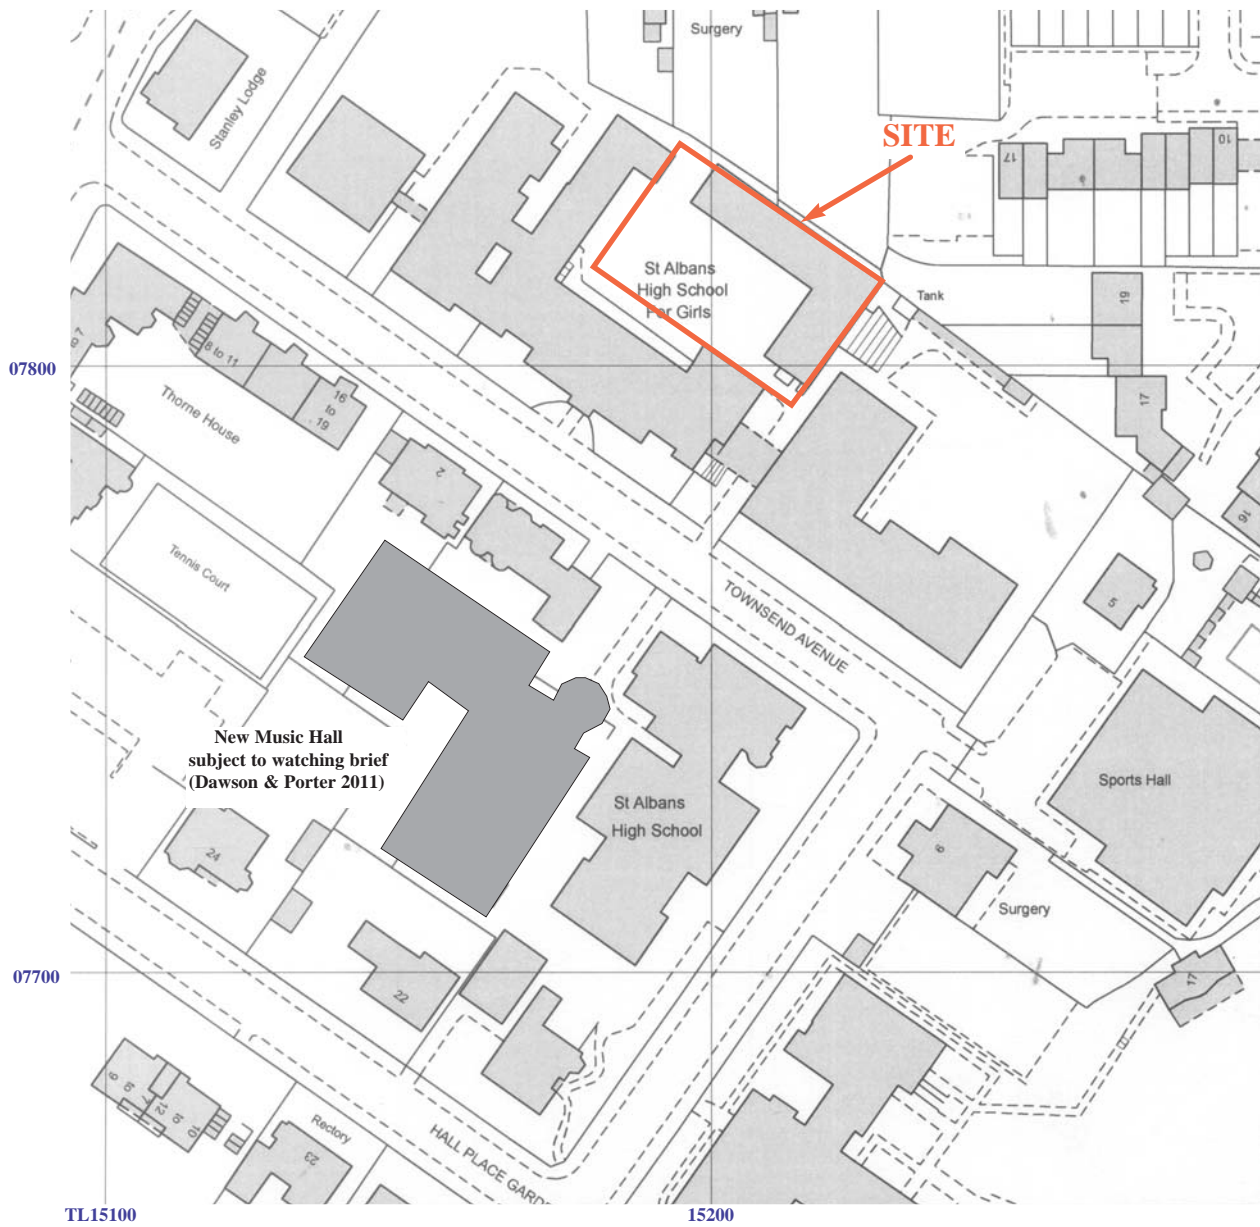 Surgery
Stanley Lodge
SITE
17
10
St Albans
High School
For Girls
Tank
19
9
8 to 11
07800
16
to
19
Thorne House
17
2
16
Tennis Court
TOWNSEND AVENUE
5
New Music Hall
subject to watching brief
(Dawson & Porter 2011)
St Albans
High School
Sports Hall
24
6
Surgery
07700
22
17
Rectory
23
HALL PLACE GARD
TL15100
15200